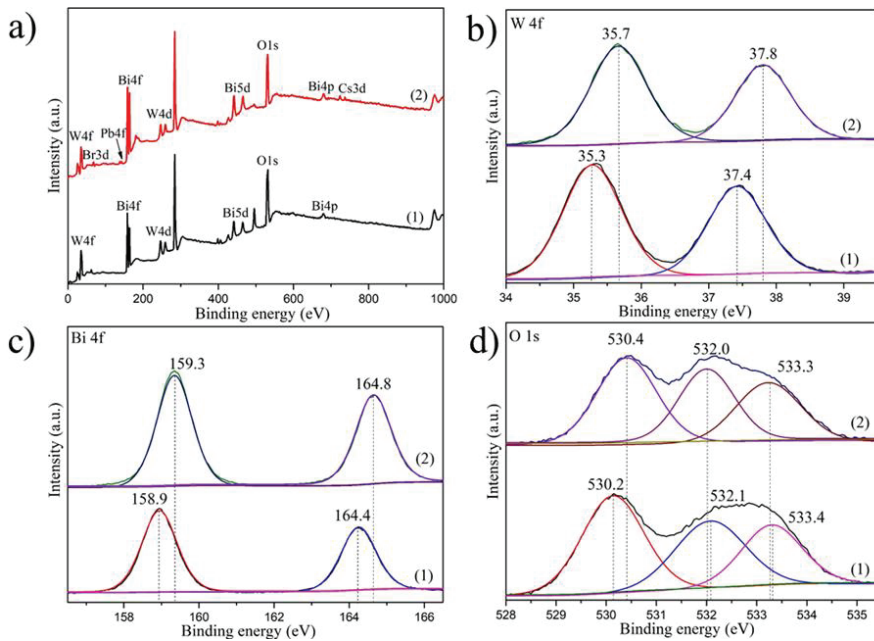 a)
O1s
Bi4f
Bi5d
(2)
W4d
Bi4p
Cs3d
Pb4f
W4f
Br3d
O1s
Bi4f
Bi5d
(1)
W4d
Bi4p
W4f
Intensity (a.u.)
0 200 400 600 800 1000
Binding energy (eV)
b)
W 4f
35.7
37.8
(2)
35.3
37.4
(1)
Intensity (a.u.)
34 35 36 37 38 39
Binding energy (eV)
c)
Bi 4f
159.3
164.8
(2)
158.9
164.4
(1)
Intensity (a.u.)
158 160 162 164 166
Binding energy (eV)
d)
O 1s
530.4
532.0
533.3
(2)
530.2
532.1
533.4
(1)
Intensity (a.u.)
528 529 530 531 532 533 534 535
Binding energy (eV)